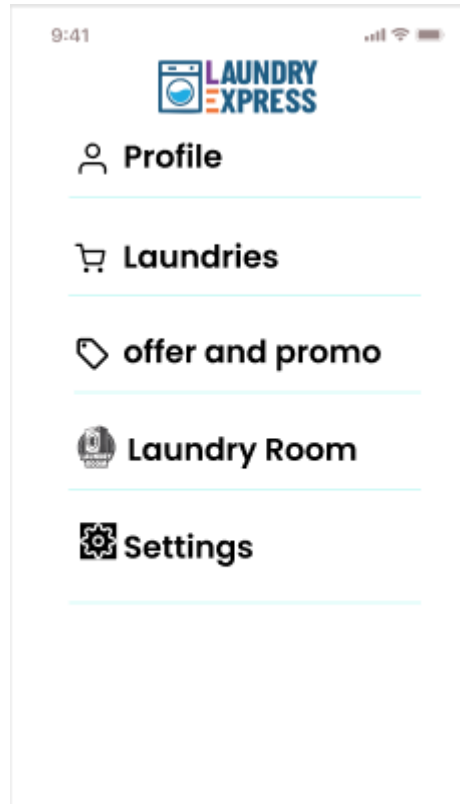 9:41
LAUNDRY
EXPRESS
Profile
Laundries
offer and promo
Laundry Room
Settings